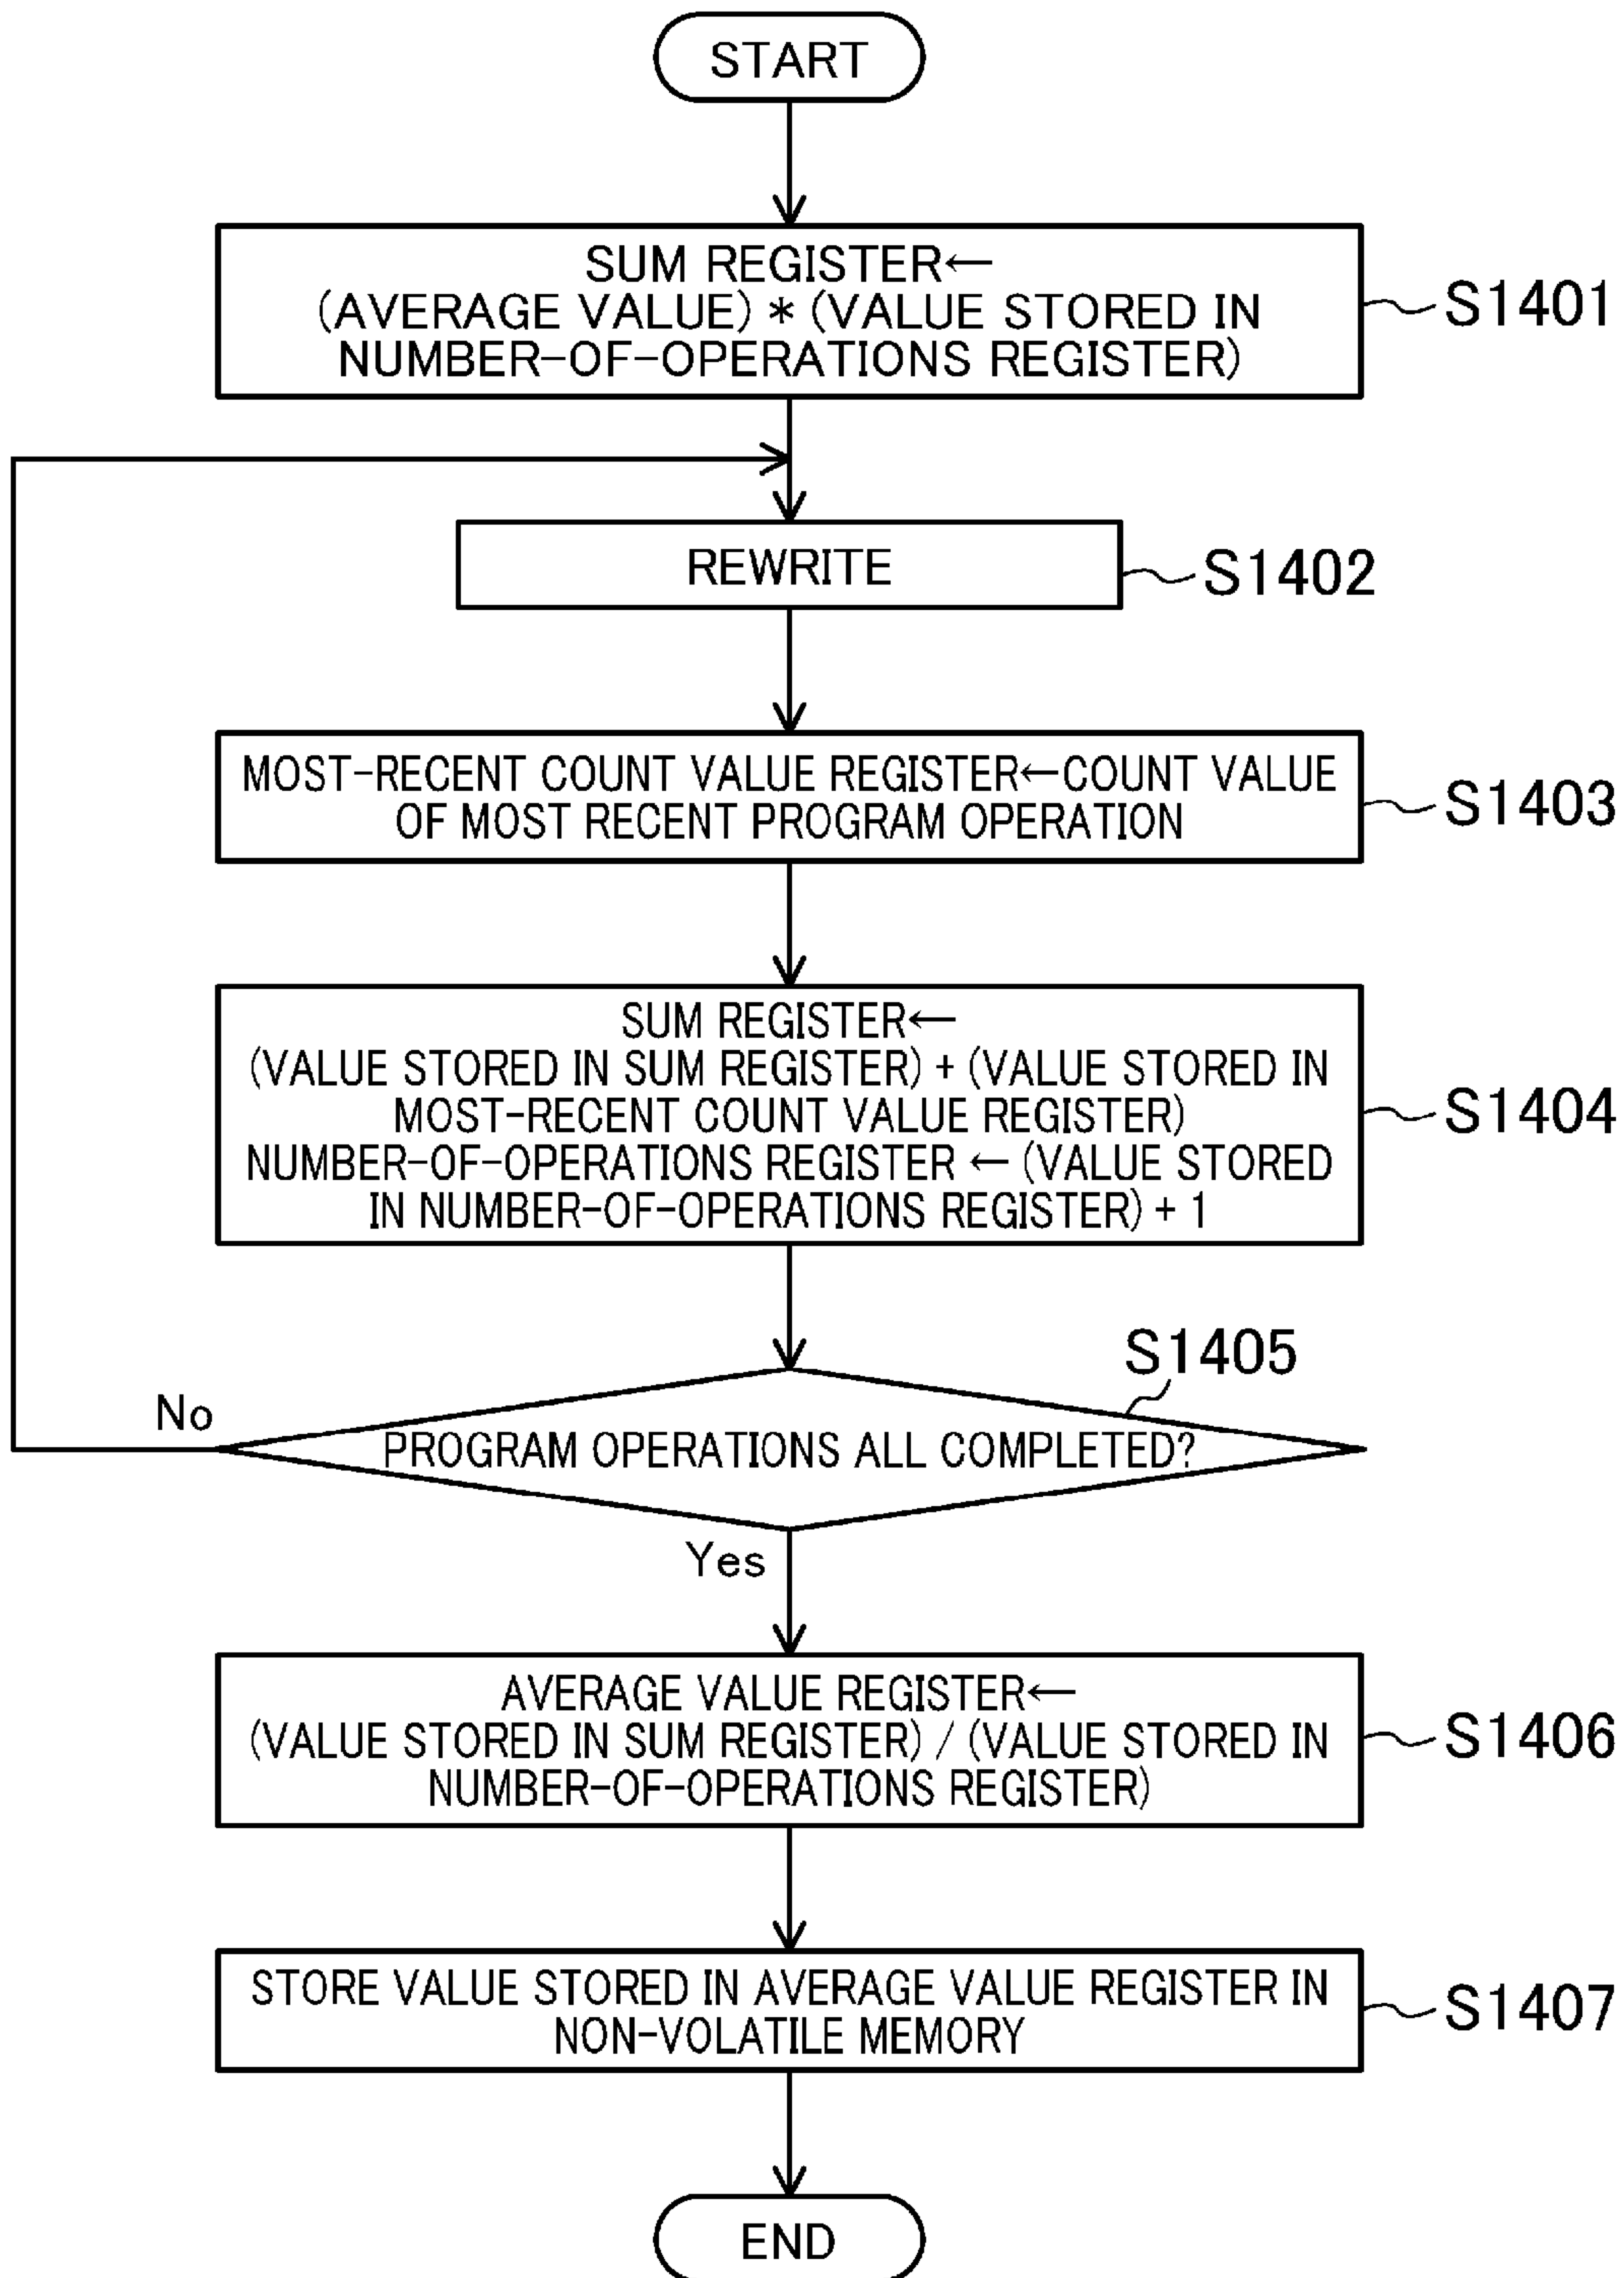 START
SUM REGISTER←
(AVERAGE VALUE) * (VALUE STORED IN
NUMBER-OF-OPERATIONS REGISTER)
S1401
REWRITE
S1402
MOST-RECENT COUNT VALUE REGISTER←COUNT VALUE
OF MOST RECENT PROGRAM OPERATION
S1403
SUM REGISTER←
(VALUE STORED IN SUM REGISTER) + (VALUE STORED IN
MOST-RECENT COUNT VALUE REGISTER)
NUMBER-OF-OPERATIONS REGISTER ← (VALUE STORED
IN NUMBER-OF-OPERATIONS REGISTER) + 1
S1404
S1405
No
PROGRAM OPERATIONS ALL COMPLETED?
Yes
AVERAGE VALUE REGISTER←
(VALUE STORED IN SUM REGISTER) / (VALUE STORED IN
NUMBER-OF-OPERATIONS REGISTER)
S1406
STORE VALUE STORED IN AVERAGE VALUE REGISTER IN
NON-VOLATILE MEMORY
S1407
END